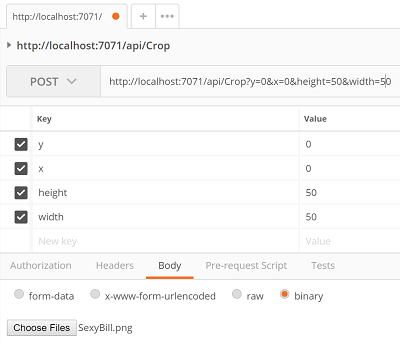 http://localhost:7071/
http://localhost:7071/api/Crop
POST http://localhost:7071/api/Crop?y=0&x=0&height=50&width=50
Key Value
y 0
x 0
height 50
width 50
New key Value
Authorization Headers Body Pre-request Script Tests
form-data x-www-form-urlencoded raw binary
Choose Files SexyBill.png